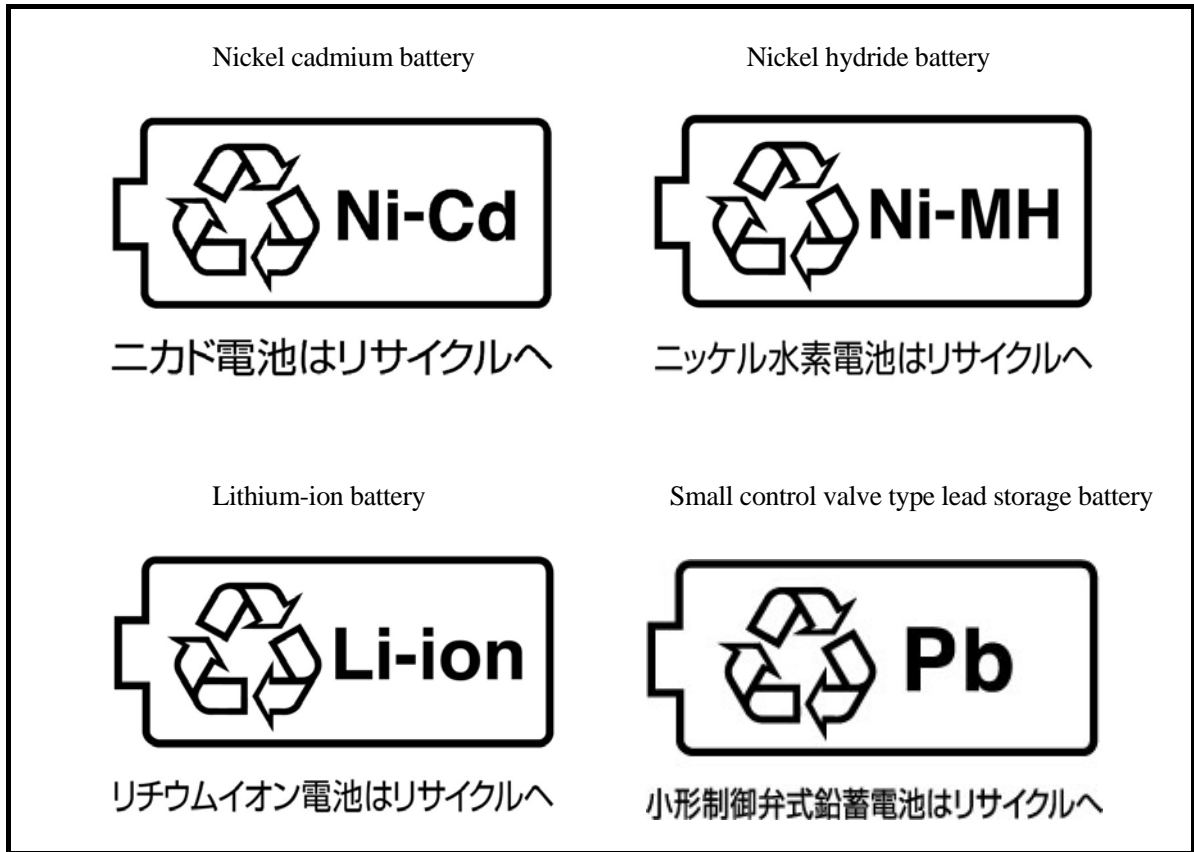 Nickel cadmium battery
Nickel hydride battery
Ni-Cd
Ni-MH
ニカド電池はリサイクルへ
ニッケル水素電池はリサイクルへ
Lithium-ion battery
Small control valve type lead storage battery
Li-ion
Pb
リチウムイオン電池はリサイクルへ
小形制御弁式鉛蓄電池はリサイクルへ